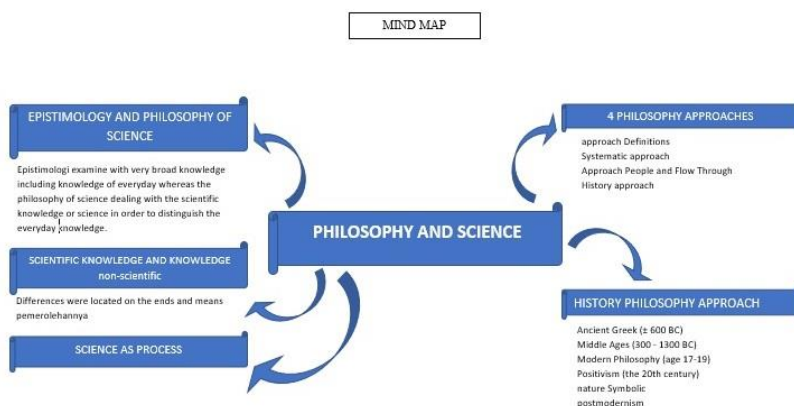 MIND MAP
EPISTIMOLOGY AND PHILOSOPHY OF
SCIENCE
Epistimologi examine with very broad knowledge
including knowledge of everyday whereas the
philosophy of science dealing with the scientific
knowledge or science in order to distinguish the
everyday knowledge.
SCIENTIFIC KNOWLEDGE AND KNOWLEDGE
non-scientific
Differences were located on the ends and means
pemerolehannya
SCIENCE AS PROCESS
PHILOSOPHY AND SCIENCE
4 PHILOSOPHY APPROACHES
approach Definitions
Systematic approach
Approach People and Flow Through
History approach
HISTORY PHILOSOPHY APPROACH
Ancient Greek (± 600 BC)
Middle Ages (300 - 1300 BC)
Modern Philosophy (age 17-19)
Positivism (the 20th century)
nature Symbolic
postmodernism